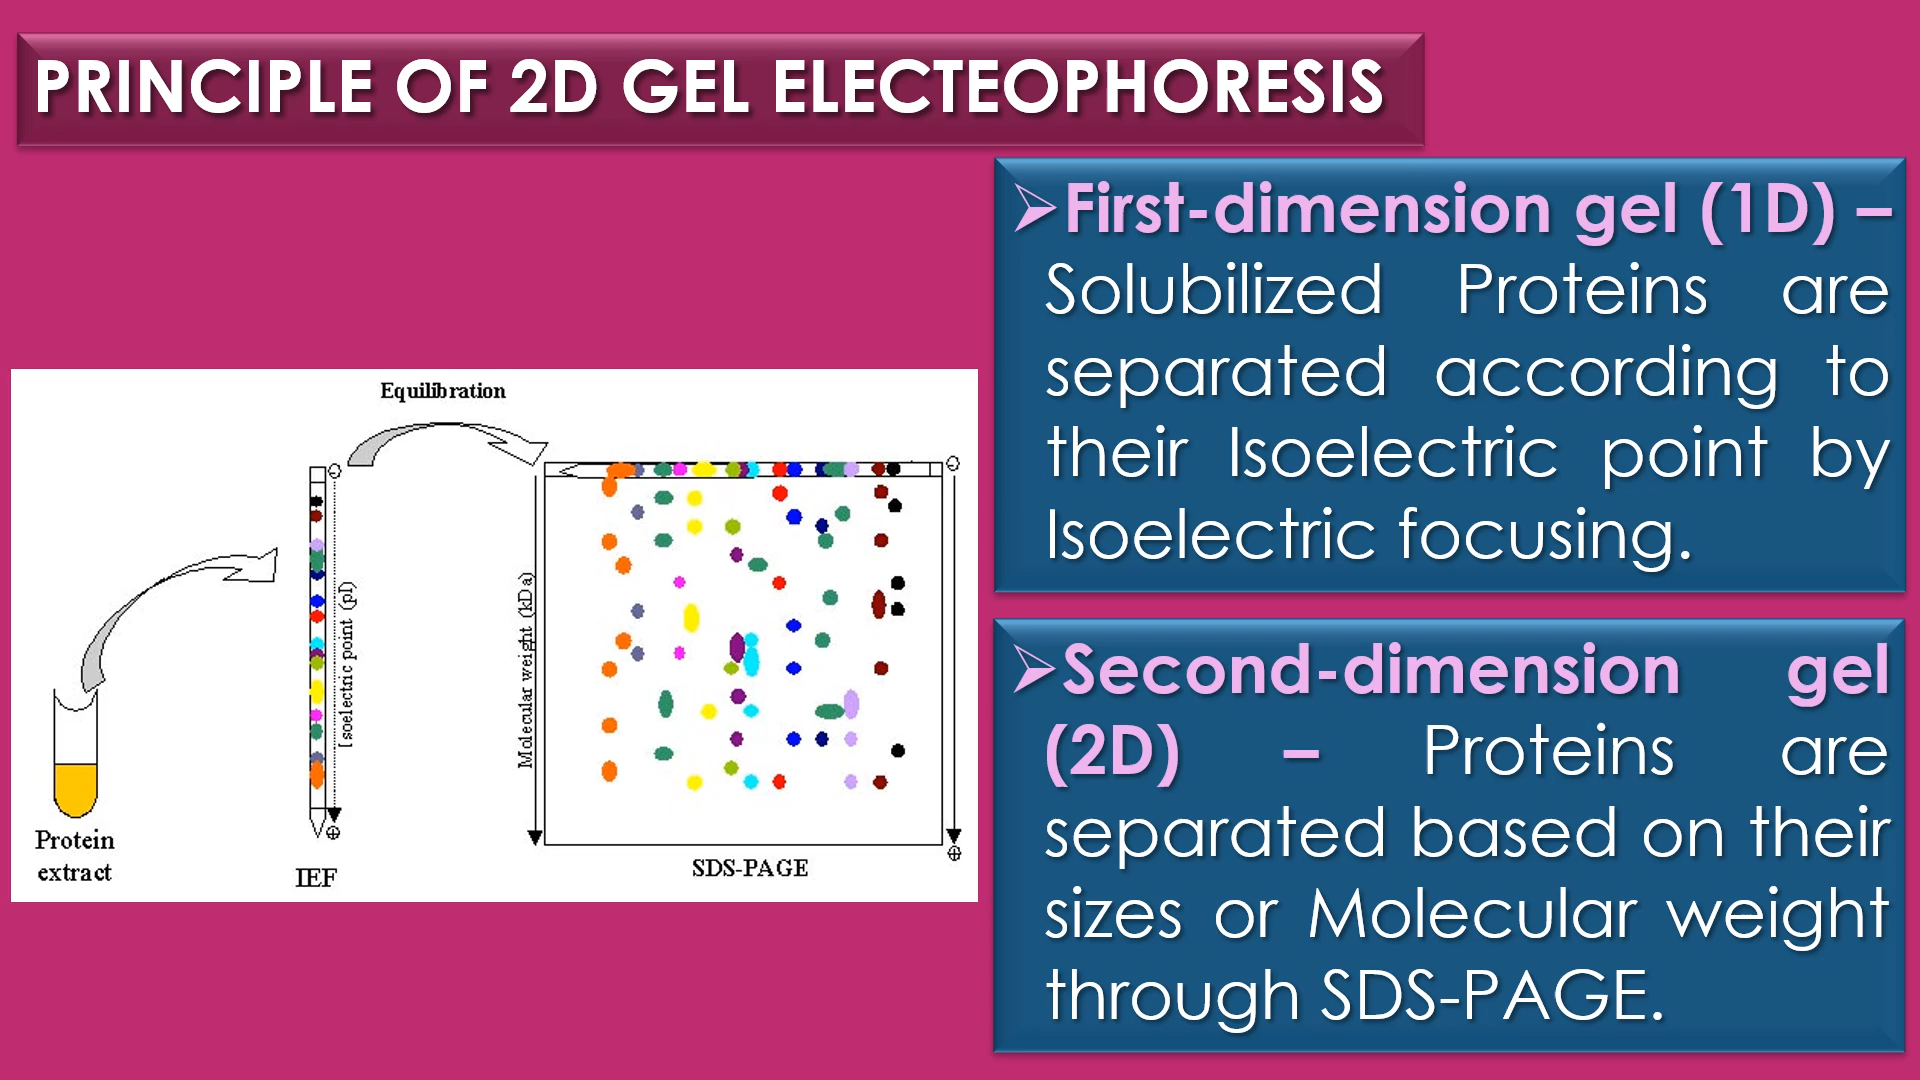 PRINCIPLE OF 2D GEL ELECTEOPHORESIS
➢First-dimension gel (1D) –
Solubilized Proteins are
separated according to
their Isoelectric point by
Isoelectric focusing.
➢Second-dimension gel
(2D) – Proteins are
separated based on their
sizes or Molecular weight
through SDS-PAGE.
Equilibration
Isoelectric point (pI)
Molecular weight (kDa)
Protein
extract
IEF
SDS-PAGE